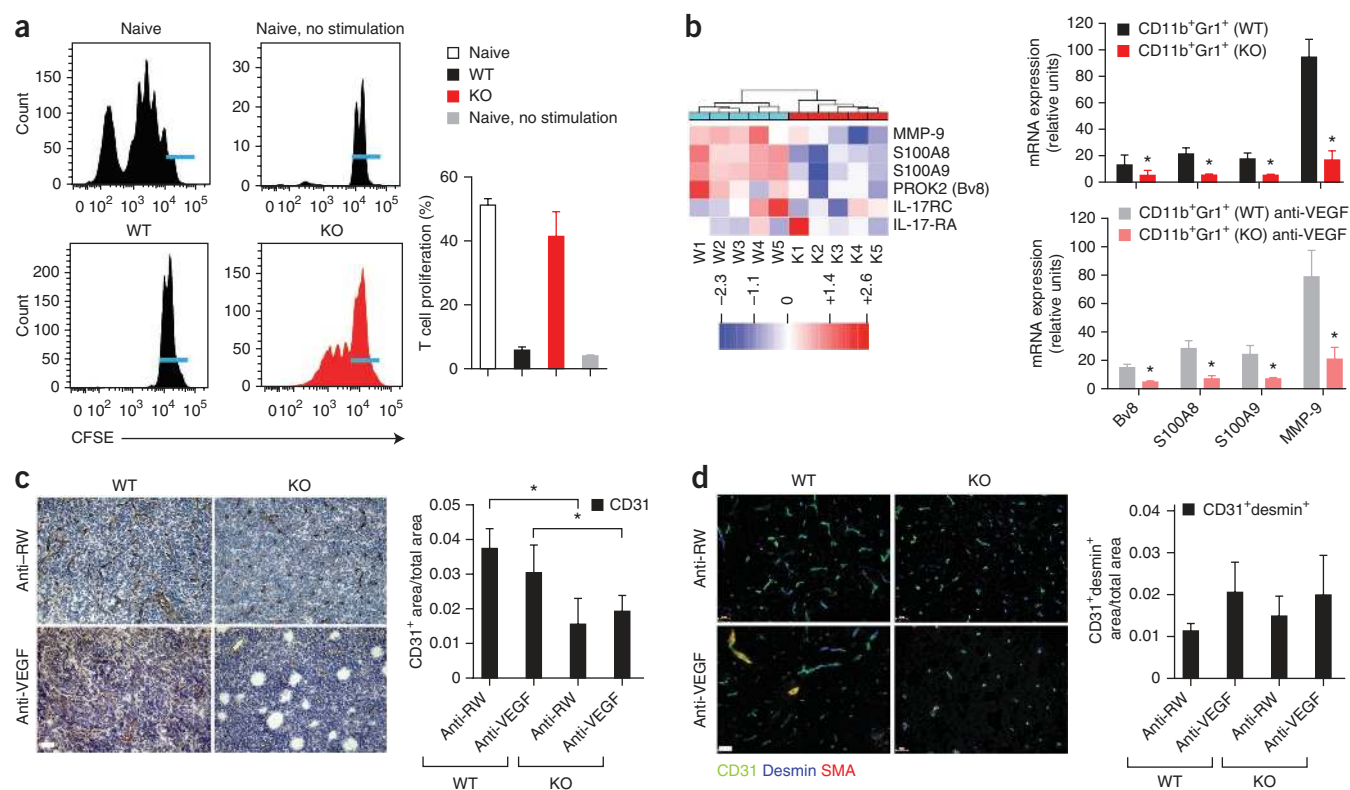 a
Naive
Naive, no stimulation
Count
150
100
50
0
0 10² 10³ 10⁴ 10⁵
30
20
10
0
0 10² 10³ 10⁴ 10⁵
WT
KO
Count
200
150
100
50
0
0 10² 10³ 10⁴ 10⁵
200
150
100
50
0
0 10² 10³ 10⁴ 10⁵
CFSE
Naive
WT
KO
Naive, no stimulation
T cell proliferation (%)
60
40
20
0
b
MMP-9
S100A8
S100A9
PROK2 (Bv8)
IL-17RC
IL-17-RA
W1 W2 W3 W4 W5 K1 K2 K3 K4 K5
−2.3 −1.1 0 +1.4 +2.6
mRNA expression
(relative units)
120
100
80
60
40
20
0
CD11b⁺Gr1⁺ (WT)
CD11b⁺Gr1⁺ (KO)
* * * *
mRNA expression
(relative units)
120
100
80
60
40
20
0
CD11b⁺Gr1⁺ (WT) anti-VEGF
CD11b⁺Gr1⁺ (KO) anti-VEGF
* * * *
Bv8 S100A8 S100A9 MMP-9
c
WT KO
Anti–RW
Anti-VEGF
CD31⁺ area/total area
0.05
0.04
0.03
0.02
0.01
0
CD31
*
*
Anti-RW Anti-VEGF Anti-RW Anti-VEGF
WT KO
d
WT KO
Anti-RW
Anti-VEGF
CD31 Desmin SMA
CD31⁺desmin⁺
area/total area
0.04
0.03
0.02
0.01
0
CD31⁺desmin⁺
Anti-RW Anti-VEGF Anti-RW Anti-VEGF
WT KO